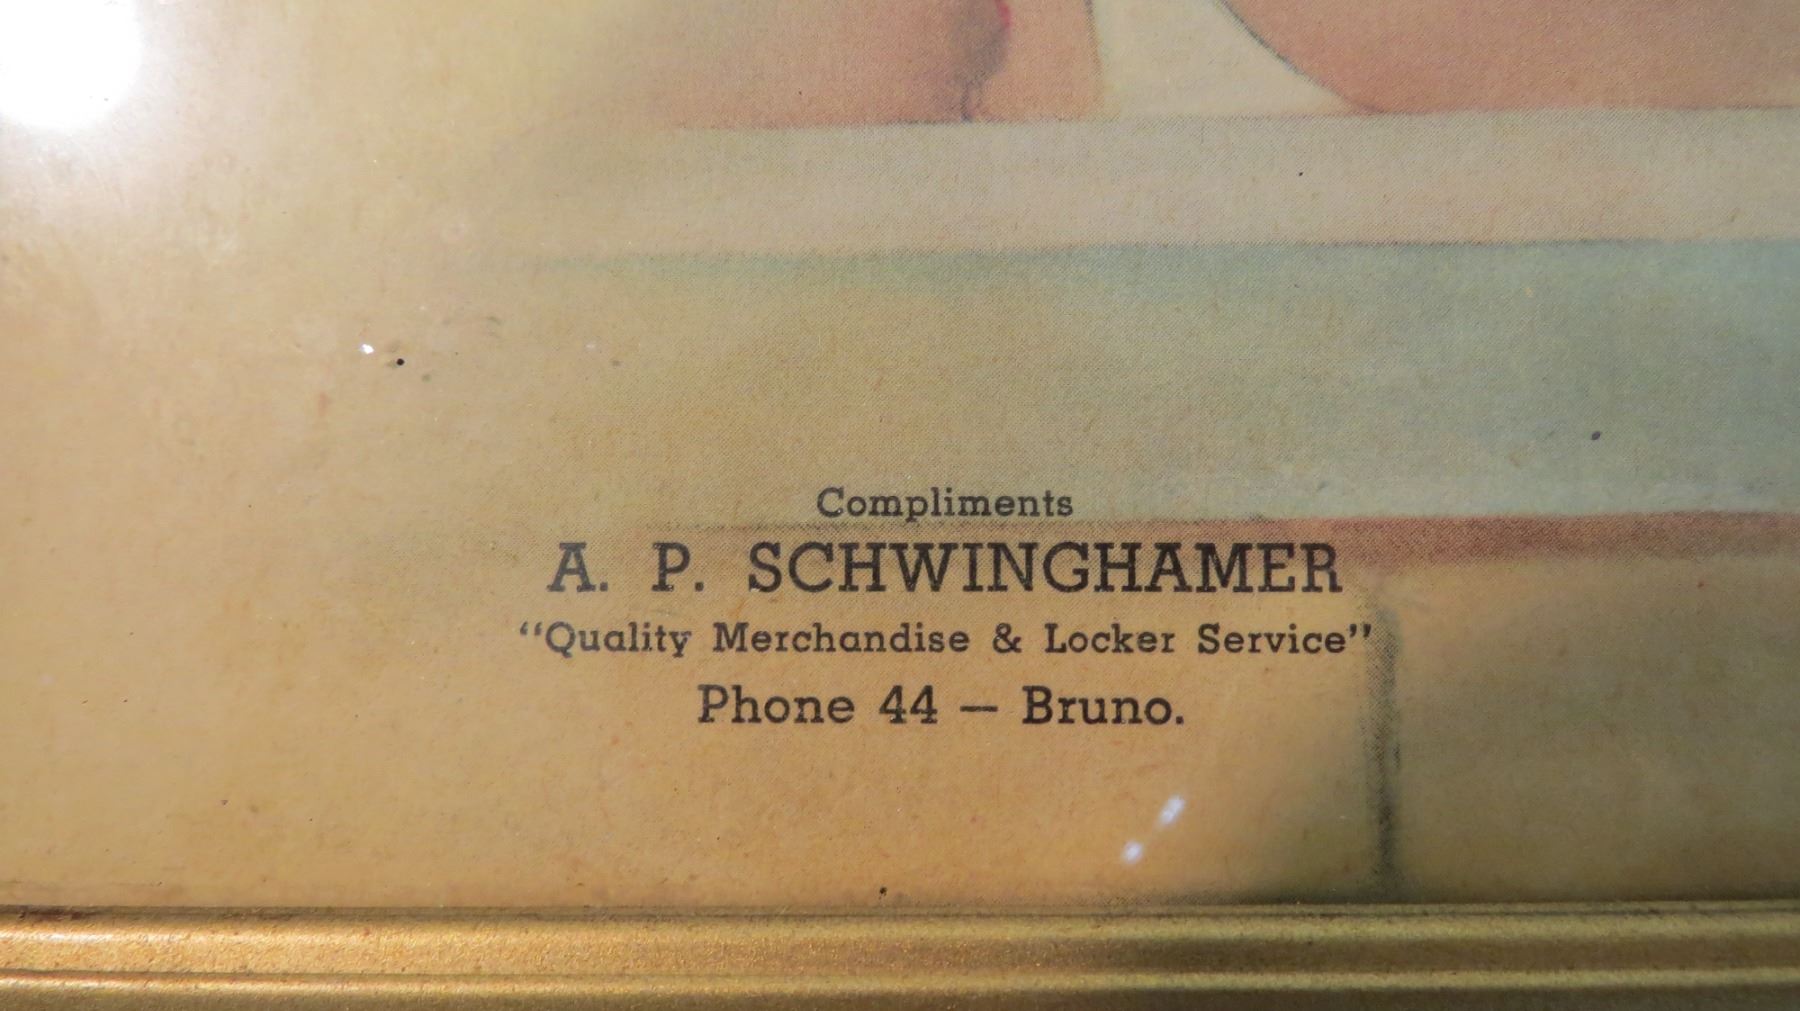 Compliments
A. P. SCHWINGHAMER
“Quality Merchandise & Locker Service”
Phone 44 — Bruno.